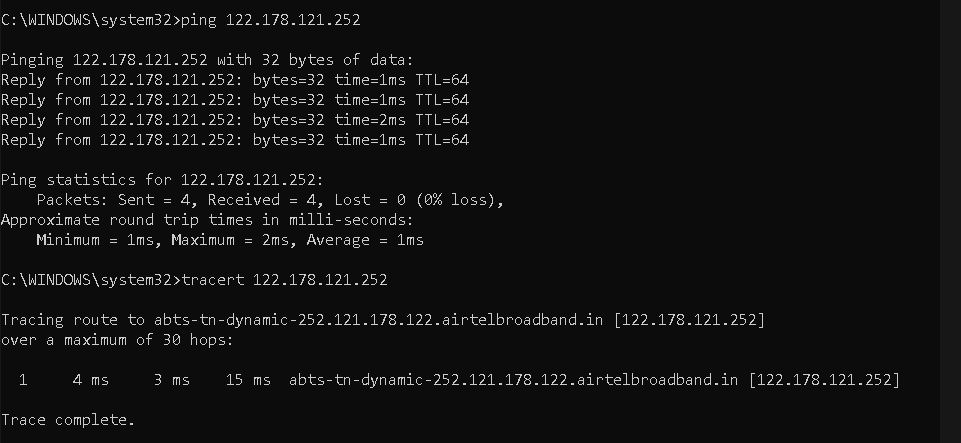 C:\WINDOWS\system32>ping 122.178.121.252
Pinging 122.178.121.252 with 32 bytes of data:
Reply from 122.178.121.252: bytes=32 time=1ms TTL=64
Reply from 122.178.121.252: bytes=32 time=1ms TTL=64
Reply from 122.178.121.252: bytes=32 time=2ms TTL=64
Reply from 122.178.121.252: bytes=32 time=1ms TTL=64
Ping statistics for 122.178.121.252:
    Packets: Sent = 4, Received = 4, Lost = 0 (0% loss),
Approximate round trip times in milli-seconds:
    Minimum = 1ms, Maximum = 2ms, Average = 1ms
C:\WINDOWS\system32>tracert 122.178.121.252
Tracing route to abts-tn-dynamic-252.121.178.122.airtelbroadband.in [122.178.121.252]
over a maximum of 30 hops:
  1     4 ms     3 ms    15 ms  abts-tn-dynamic-252.121.178.122.airtelbroadband.in [122.178.121.252]
Trace complete.